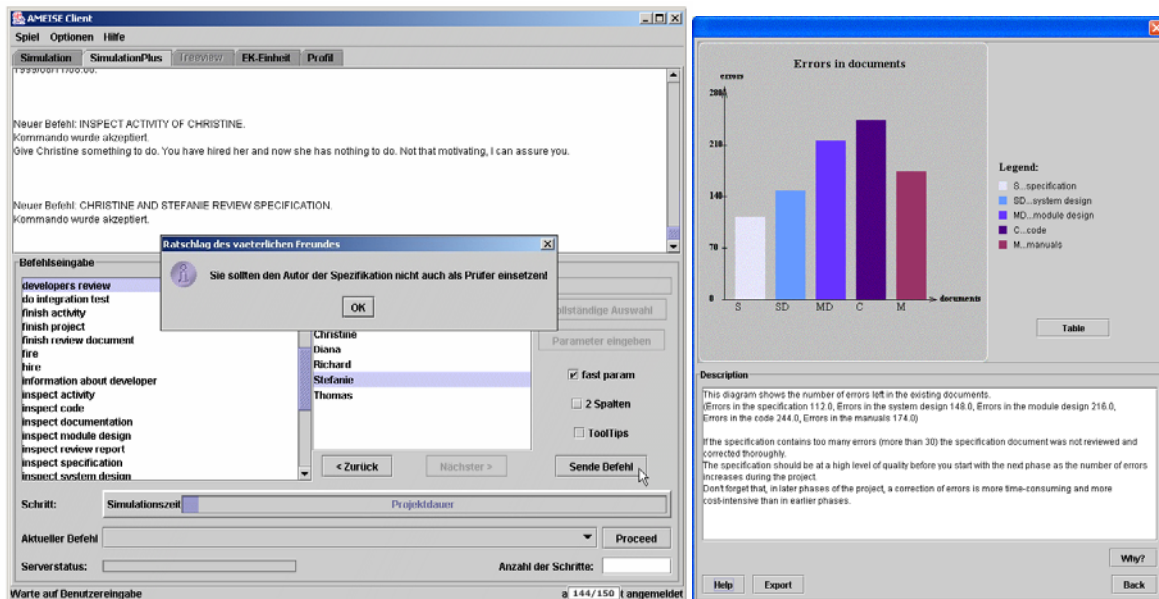 AMEISE Client
Spiel Optionen Hilfe
Simulation SimulationPlus Treeview EK-Einheit Profil
1999/08/11/08:00.
Neuer Befehl: INSPECT ACTIVITY OF CHRISTINE.
Kommando wurde akzeptiert.
Give Christine something to do. You have hired her and now she has nothing to do. Not that motivating, I can assure you.
Neuer Befehl: CHRISTINE AND STEFANIE REVIEW SPECIFICATION.
Kommando wurde akzeptiert.
Ratschlag des vaeterlichen Freundes
Sie sollten den Autor der Spezifikation nicht auch als Prüfer einsetzen!
OK
Befehlseingabe
developers review
do integration test
finish activity
finish project
finish review document
fire
hire
information about developer
inspect activity
inspect code
inspect documentation
inspect module design
inspect review report
inspect specification
inspect system design
Christine
Diana
Richard
Stefanie
Thomas
Auswahl
Parameter eingeben
fast param
2 Spalten
ToolTips
< Zurück
Nächster >
Sende Befehl
Schritt:
Simulationszeit
Projektdauer
Aktueller Befehl
Proceed
Serverstatus:
Anzahl der Schritte:
Warte auf Benutzereingabe
a 144/150 t angemeldet
Errors in documents
errors
280
210
140
70
0
S SD MD C M
documents
Legend:
S...specification
SD...system design
MD...module design
C...code
M...manuals
Table
Description
This diagram shows the number of errors left in the existing documents.
(Errors in the specification 112.0, Errors in the system design 148.0, Errors in the module design 216.0,
Errors in the code 244.0, Errors in the manuals 174.0)
If the specification contains too many errors (more than 30) the specification document was not reviewed and
corrected thoroughly.
The specification should be at a high level of quality before you start with the next phase as the number of errors
increases during the project.
Don't forget that, in later phases of the project, a correction of errors is more time-consuming and more
cost-intensive than in earlier phases.
Why?
Help
Export
Back